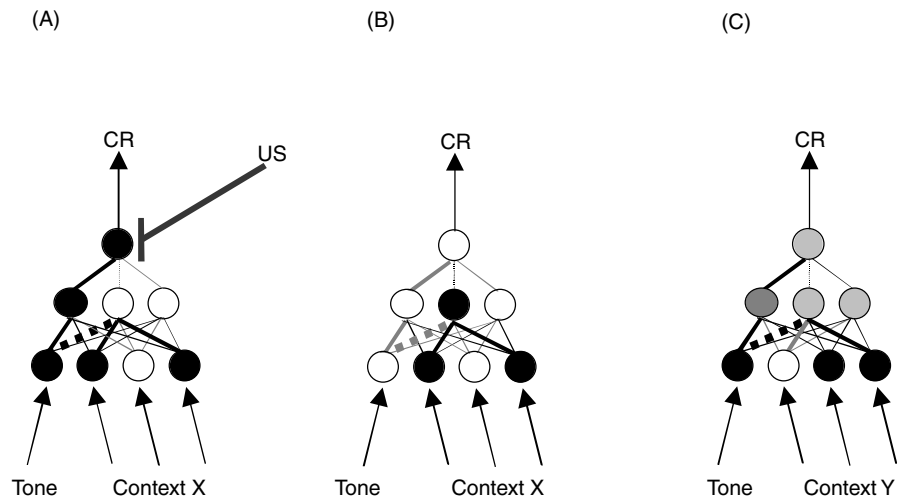 (A) (B) (C)
CR CR CR
US
Tone Context X Tone Context X Tone Context Y